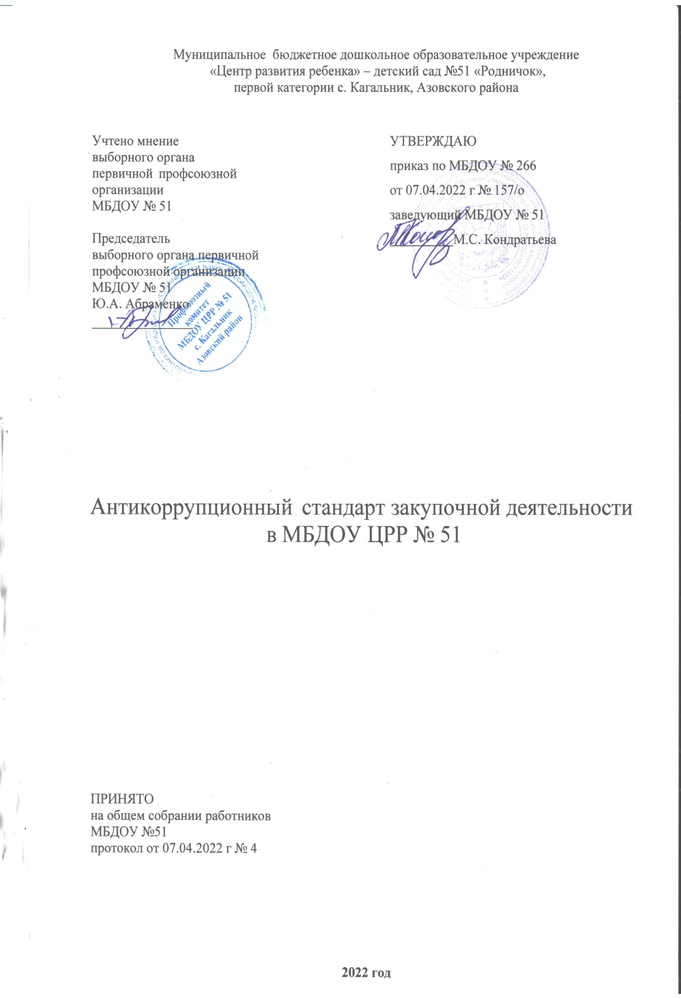 Муниципальное бюджетное дошкольное образовательное учреждение
«Центр развития ребенка» – детский сад №51 «Родничок»,
первой категории с. Кагальник, Азовского района
Учтено мнение
выборного органа
первичной профсоюзной
организации
МБДОУ № 51
Председатель
выборного органа первичной
профсоюзной организации
МБДОУ № 51
Ю.А. Абраменко
Профсоюзный
комитет
МБДОУ ЦРР № 51
с. Кагальник
Азовский район
УТВЕРЖДАЮ
приказ по МБДОУ № 266
от 07.04.2022 г № 157/о
заведующий МБДОУ № 51
М.С. Кондратьева
Антикоррупционный стандарт закупочной деятельности
в МБДОУ ЦРР № 51
ПРИНЯТО
на общем собрании работников
МБДОУ №51
протокол от 07.04.2022 г № 4
2022 год